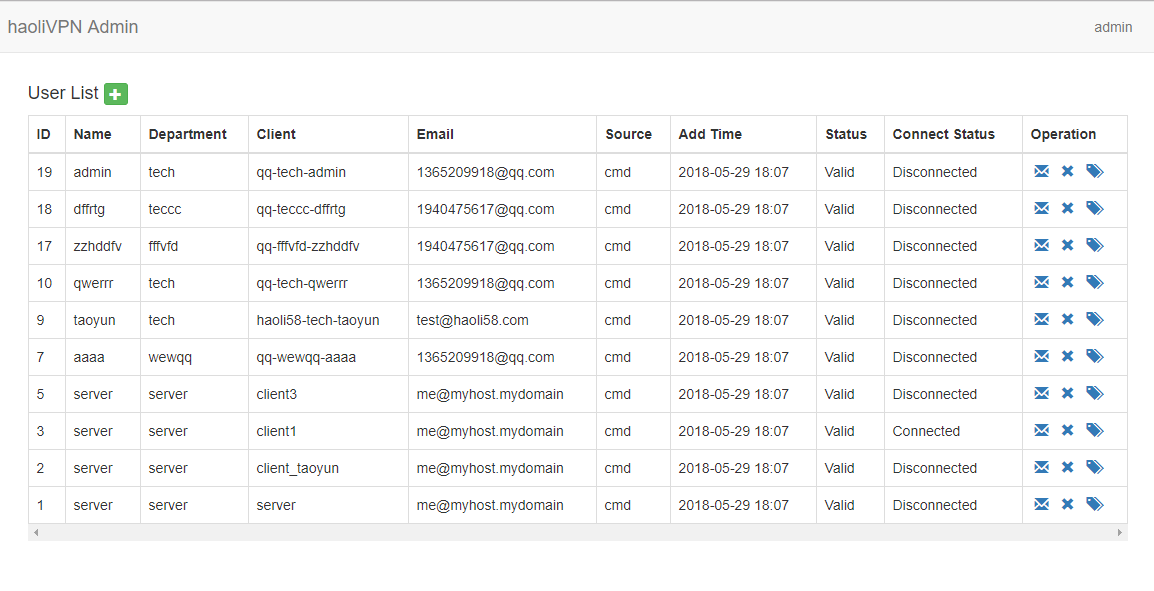 haoliVPN Admin admin
User List
ID Name Department Client Email Source Add Time Status Connect Status Operation
19 admin tech qq-tech-admin 1365209918@qq.com cmd 2018-05-29 18:07 Valid Disconnected
18 dffrtg teccc qq-teccc-dffrtg 1940475617@qq.com cmd 2018-05-29 18:07 Valid Disconnected
17 zzhddfv fffvfd qq-fffvfd-zzhddfv 1940475617@qq.com cmd 2018-05-29 18:07 Valid Disconnected
10 qwerrr tech qq-tech-qwerrr 1365209918@qq.com cmd 2018-05-29 18:07 Valid Disconnected
9 taoyun tech haoli58-tech-taoyun test@haoli58.com cmd 2018-05-29 18:07 Valid Disconnected
7 aaaa wewqq qq-wewqq-aaaa 1365209918@qq.com cmd 2018-05-29 18:07 Valid Disconnected
5 server server client3 me@myhost.mydomain cmd 2018-05-29 18:07 Valid Disconnected
3 server server client1 me@myhost.mydomain cmd 2018-05-29 18:07 Valid Connected
2 server server client_taoyun me@myhost.mydomain cmd 2018-05-29 18:07 Valid Disconnected
1 server server server me@myhost.mydomain cmd 2018-05-29 18:07 Valid Disconnected